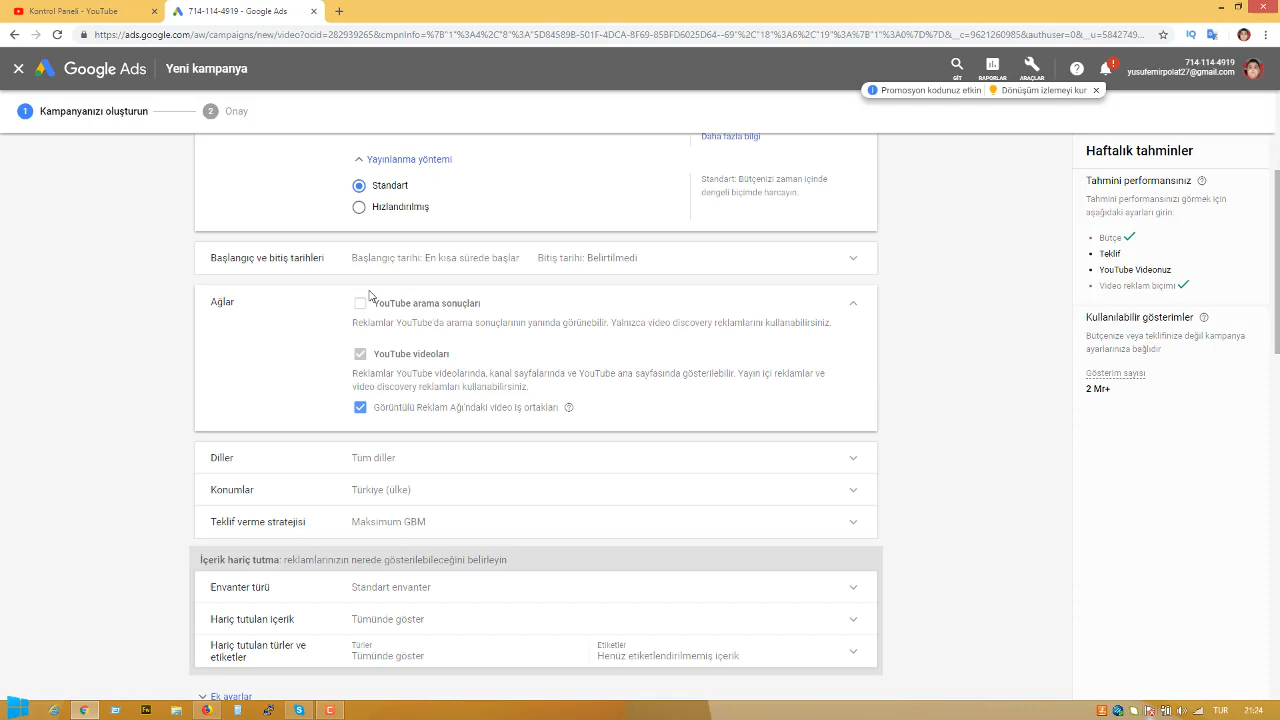 Kontrol Paneli - YouTube
714-114-4919 - Google Ads
Google Ads
Yeni kampanya
GİT
RAPORLAR
ARAÇLAR
714-114-4919
yusufemirpolat27@gmail.com
Promosyon kodunuz etkin
Dönüşüm izlemeyi kur
1 Kampanyanızı oluşturun
2 Onay
Daha fazla bilgi
Yayınlanma yöntemi
Standart
Hızlandırılmış
Standart: Bütçenizi zaman içinde
dengeli biçimde harcayın.
Başlangıç ve bitiş tarihleri
Başlangıç tarihi: En kısa sürede başlar
Bitiş tarihi: Belirtilmedi
Ağlar
YouTube arama sonuçları
Reklamlar YouTube'da arama sonuçlarının yanında görünebilir. Yalnızca video discovery reklamlarını kullanabilirsiniz.
YouTube videoları
Reklamlar YouTube videolarında, kanal sayfalarında ve YouTube ana sayfasında gösterilebilir. Yayın içi reklamlar ve
video discovery reklamları kullanabilirsiniz.
Görüntülü Reklam Ağı'ndaki video iş ortakları
Diller
Tüm diller
Konumlar
Türkiye (ülke)
Teklif verme stratejisi
Maksimum GBM
İçerik hariç tutma: reklamlarınızın nerede gösterilebileceğini belirleyin
Envanter türü
Standart envanter
Hariç tutulan içerik
Tümünde göster
Hariç tutulan türler ve
etiketler
Türler
Tümünde göster
Etiketler
Henüz etiketlendirilmemiş içerik
Ek ayarlar
Haftalık tahminler
Tahmini performansınız
Tahmini performansınızı görmek için
aşağıdaki ayarları girin:
Bütçe
Teklif
YouTube Videonuz
Video reklam biçimi
Kullanılabilir gösterimler
Bütçenize veya teklifinize değil kampanya
ayarlarınıza bağlıdır
Gösterim sayısı
2 Mr+
TUR
21:24